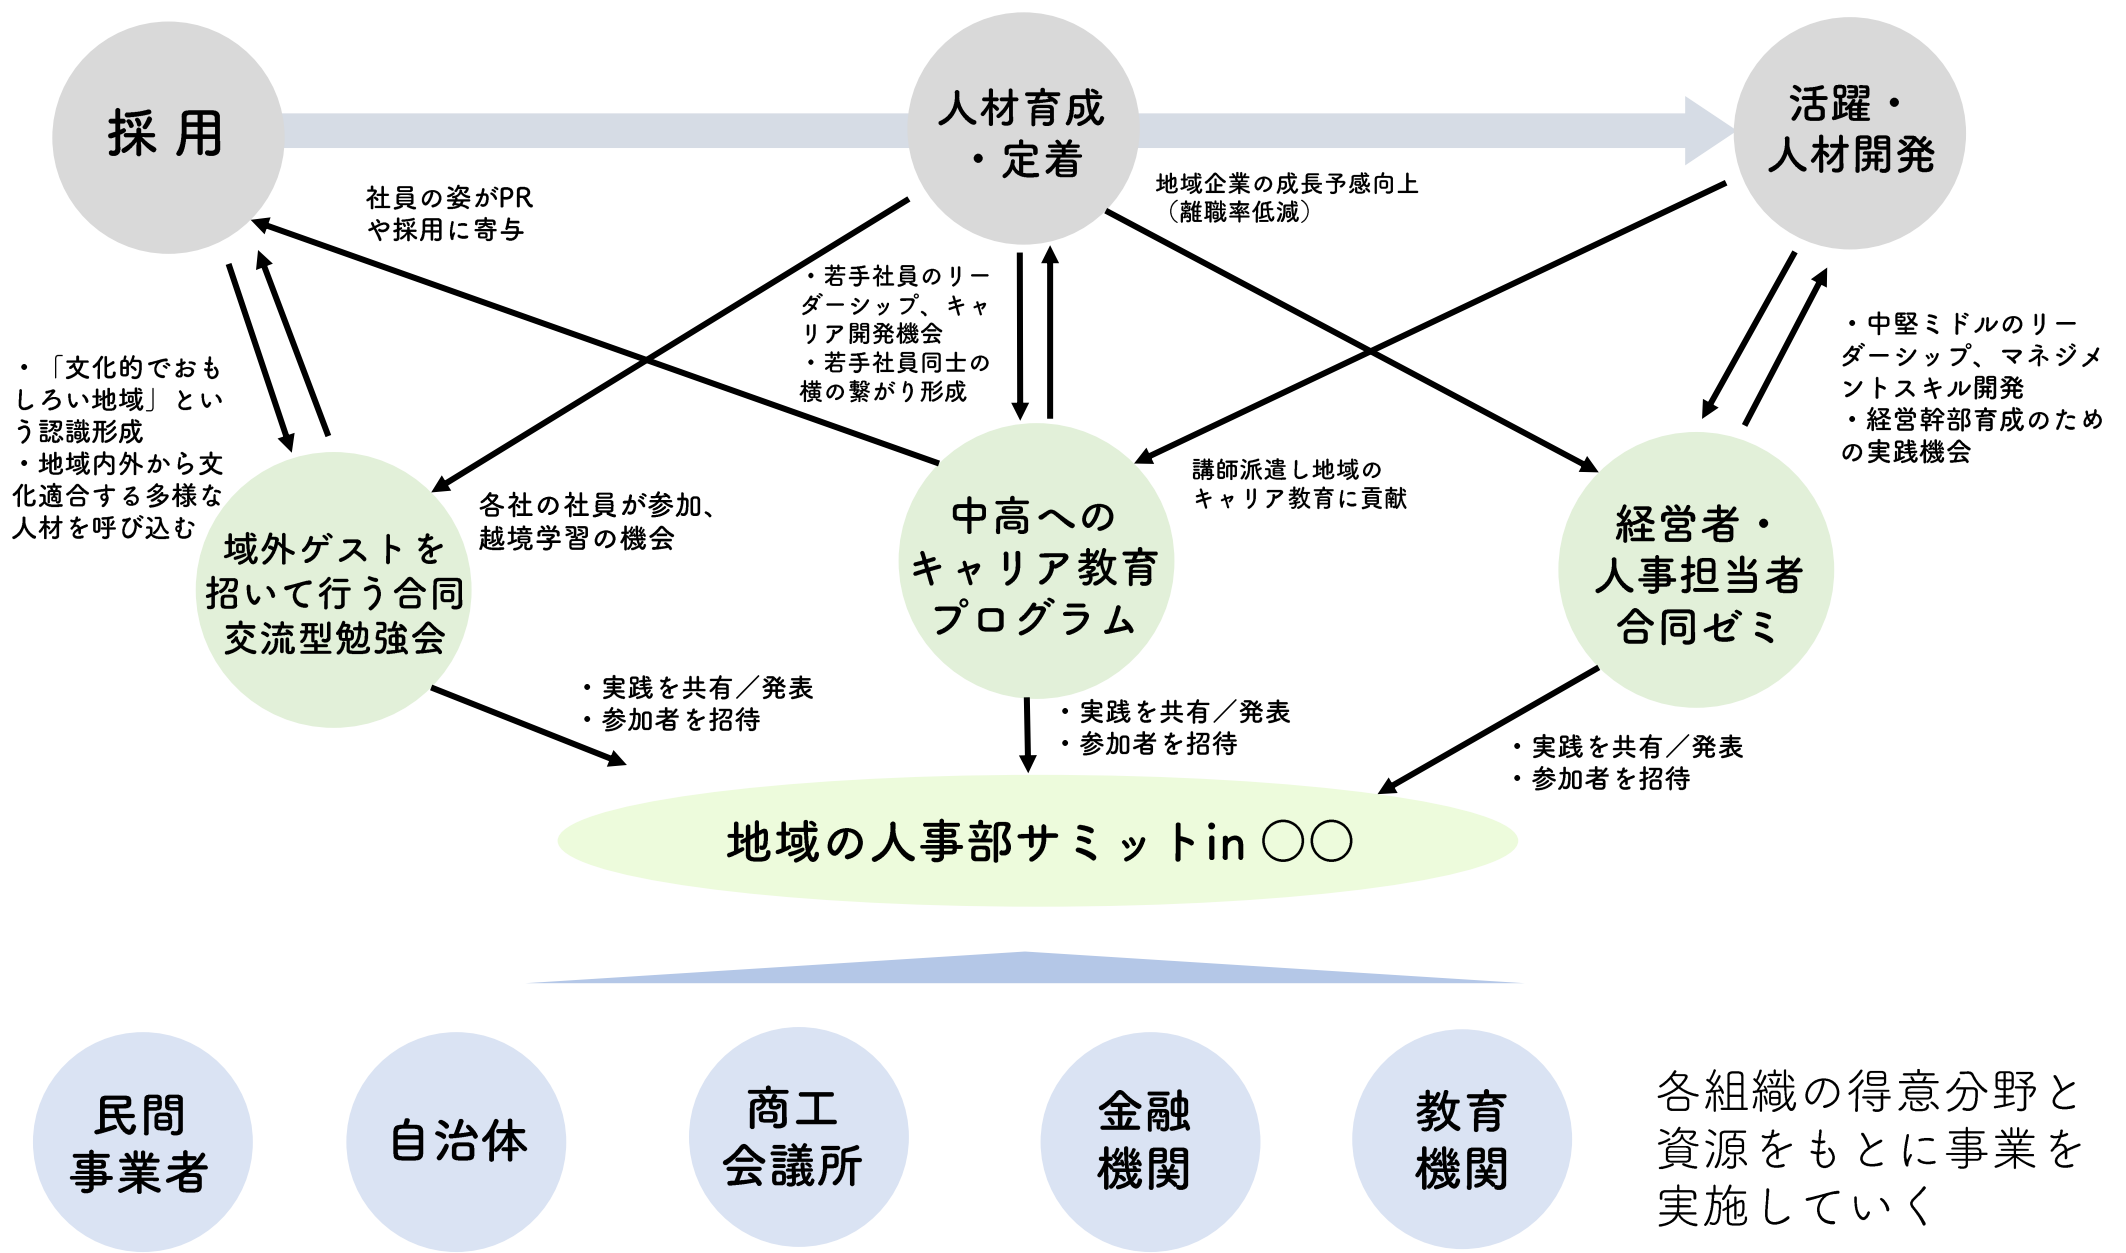 採 用
人材育成
・定着
活躍・
人材開発
社員の姿がPR
や採用に寄与
地域企業の成長予感向上
（離職率低減）
・若手社員のリー
ダーシップ、キャ
リア開発機会
・若手社員同士の
横の繋がり形成
・中堅ミドルのリー
ダーシップ、マネジメ
ントスキル開発
・経営幹部育成のため
の実践機会
・「文化的でおも
しろい地域」とい
う認識形成
・地域内外から文
化適合する多様な
人材を呼び込む
各社の社員が参加、
越境学習の機会
講師派遣し地域の
キャリア教育に貢献
域外ゲストを
招いて行う合同
交流型勉強会
中高への
キャリア教育
プログラム
経営者・
人事担当者
合同ゼミ
・実践を共有／発表
・参加者を招待
・実践を共有／発表
・参加者を招待
・実践を共有／発表
・参加者を招待
地域の人事部サミットin 〇〇
民間
事業者
自治体
商工
会議所
金融
機関
教育
機関
各組織の得意分野と
資源をもとに事業を
実施していく